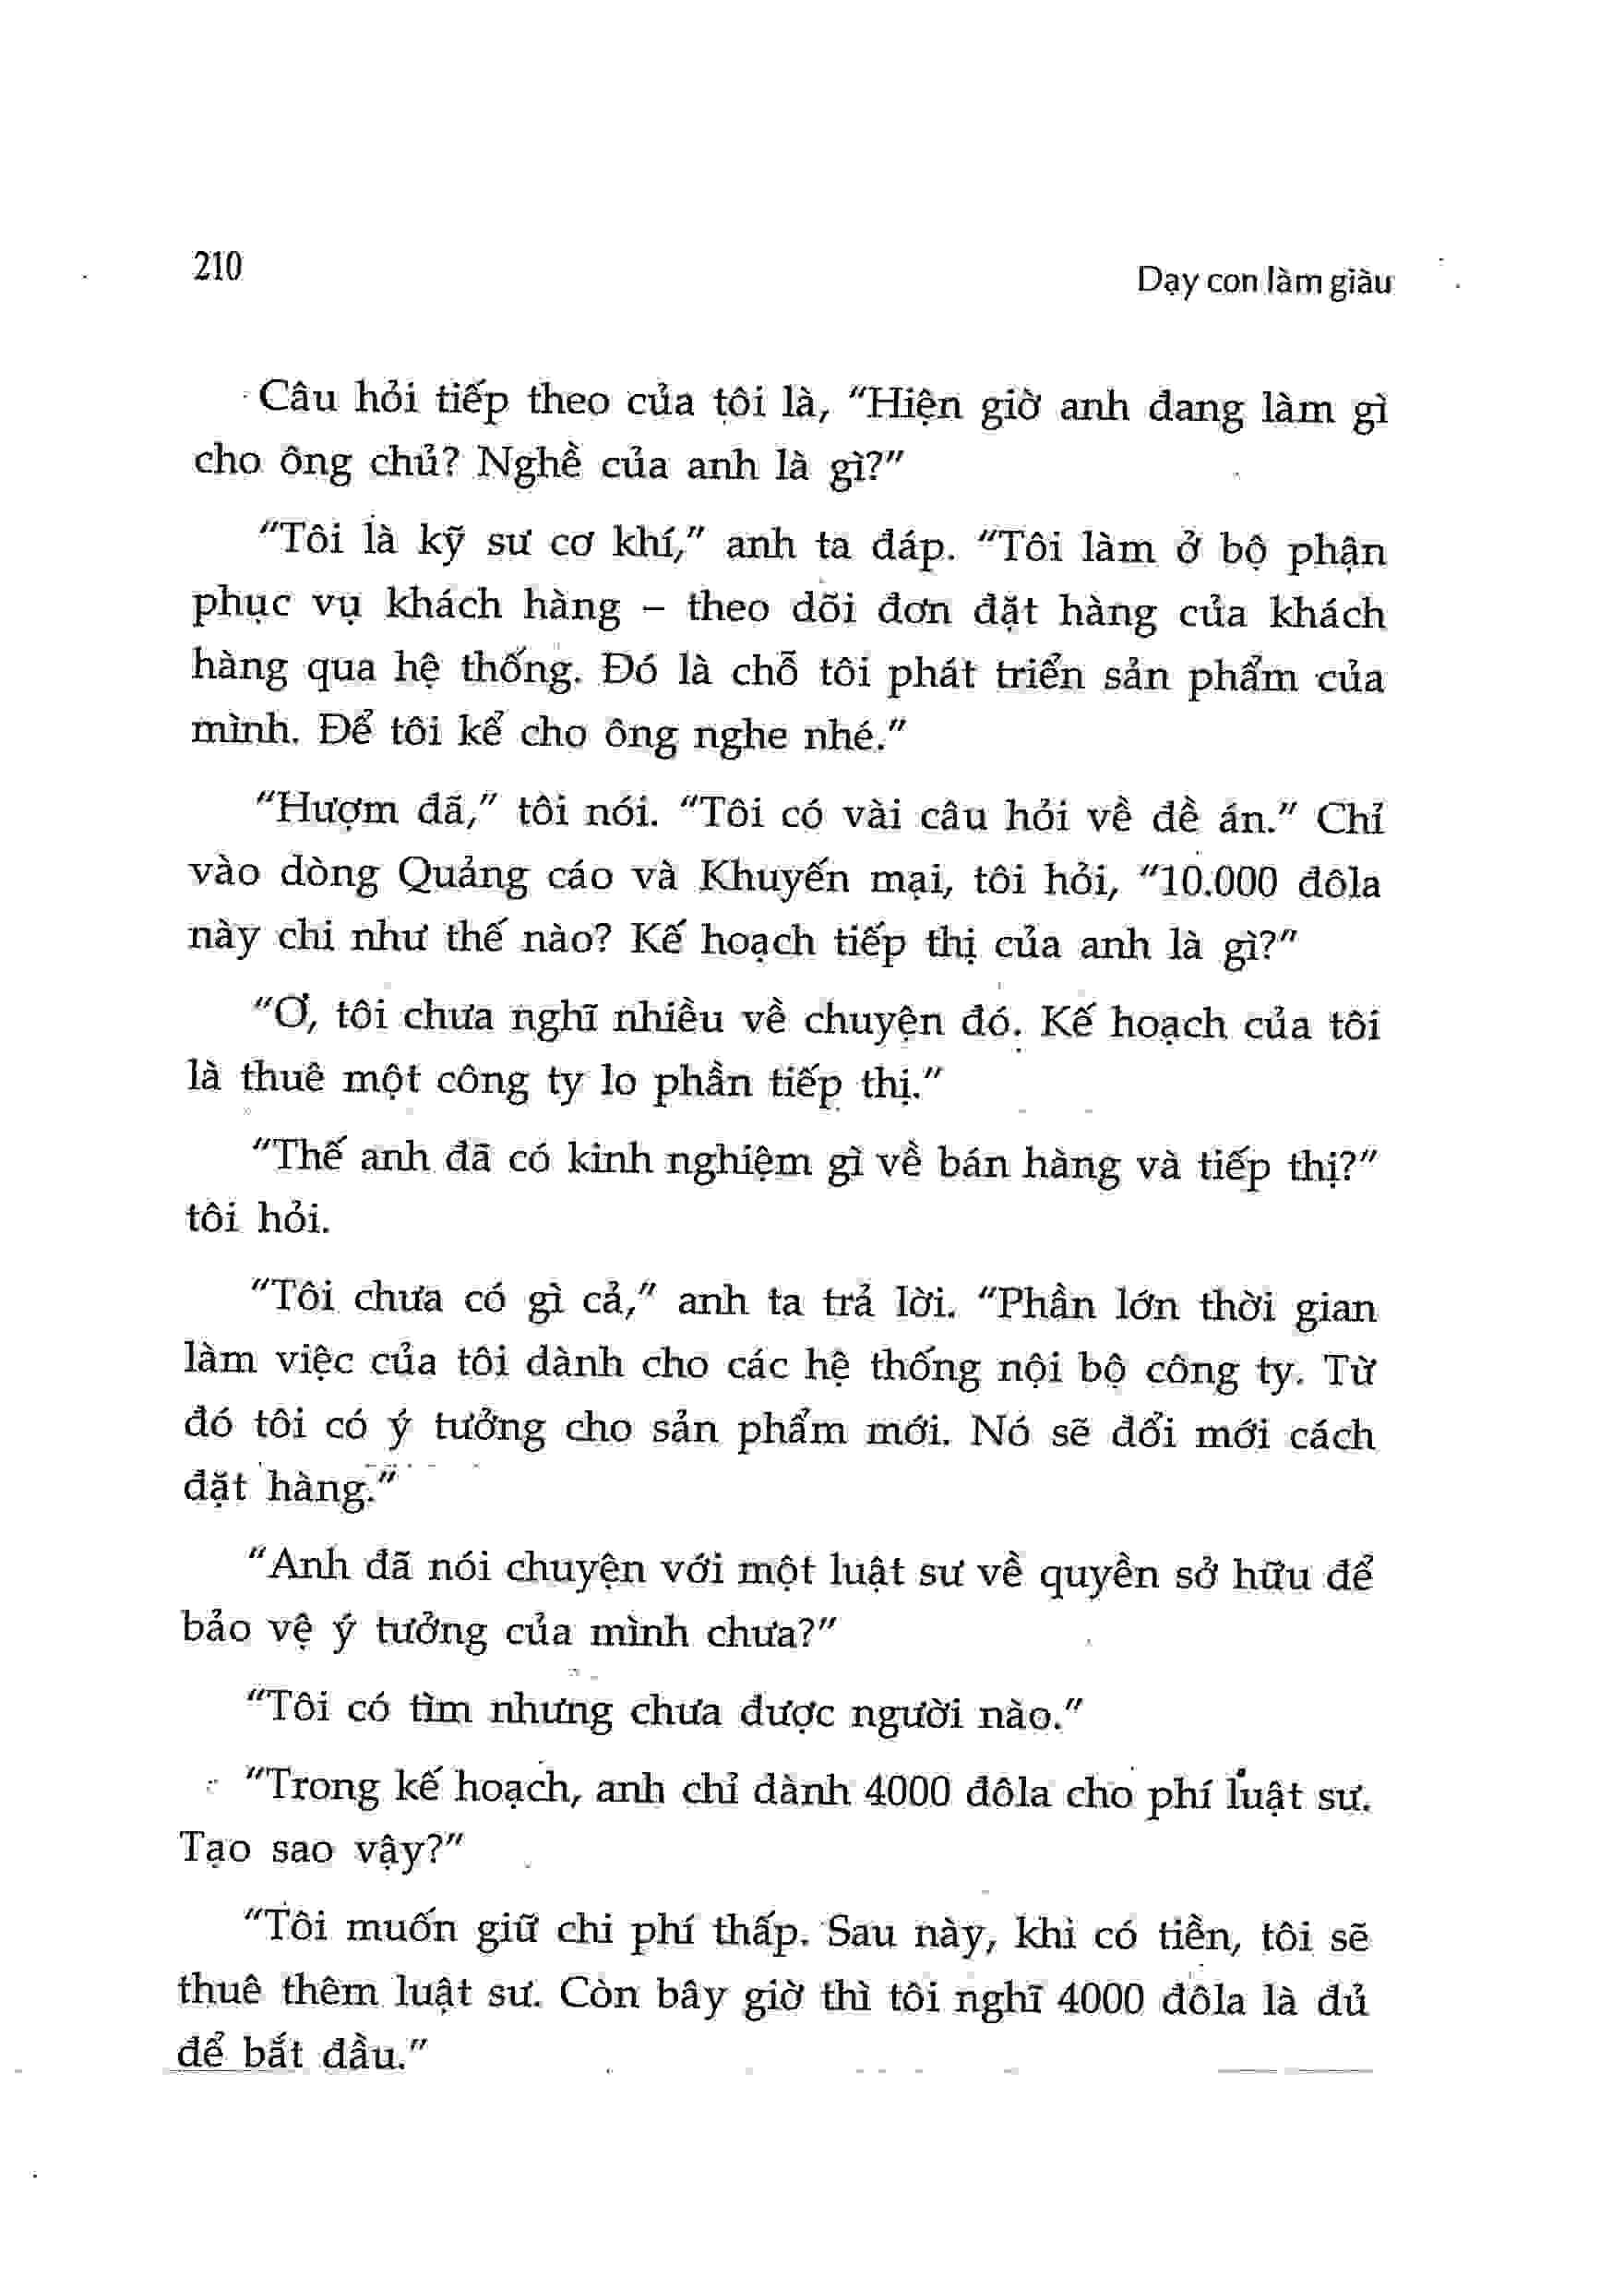 210
Dạy con làm giàu
Câu hỏi tiếp theo của tôi là, "Hiện giờ anh đang làm gì
cho ông chủ? Nghề của anh là gì?"
"Tôi là kỹ sư cơ khí," anh ta đáp. "Tôi làm ở bộ phận
phục vụ khách hàng – theo dõi đơn đặt hàng của khách
hàng qua hệ thống. Đó là chỗ tôi phát triển sản phẩm của
mình. Để tôi kể cho ông nghe nhé."
"Hượm đã," tôi nói. "Tôi có vài câu hỏi về đề án." Chỉ
vào dòng Quảng cáo và Khuyến mại, tôi hỏi, "10.000 đôla
này chi như thế nào? Kế hoạch tiếp thị của anh là gì?"
"Ơ, tôi chưa nghĩ nhiều về chuyện đó. Kế hoạch của tôi
là thuê một công ty lo phần tiếp thị."
"Thế anh đã có kinh nghiệm gì về bán hàng và tiếp thị?"
tôi hỏi.
"Tôi chưa có gì cả," anh ta trả lời. "Phần lớn thời gian
làm việc của tôi dành cho các hệ thống nội bộ công ty. Từ
đó tôi có ý tưởng cho sản phẩm mới. Nó sẽ đổi mới cách
đặt hàng."
"Anh đã nói chuyện với một luật sư về quyền sở hữu để
bảo vệ ý tưởng của mình chưa?"
"Tôi có tìm nhưng chưa được người nào."
"Trong kế hoạch, anh chỉ dành 4000 đôla cho phí luật sư.
Tạo sao vậy?"
"Tôi muốn giữ chi phí thấp. Sau này, khi có tiền, tôi sẽ
thuê thêm luật sư. Còn bây giờ thì tôi nghĩ 4000 đôla là đủ
để bắt đầu."